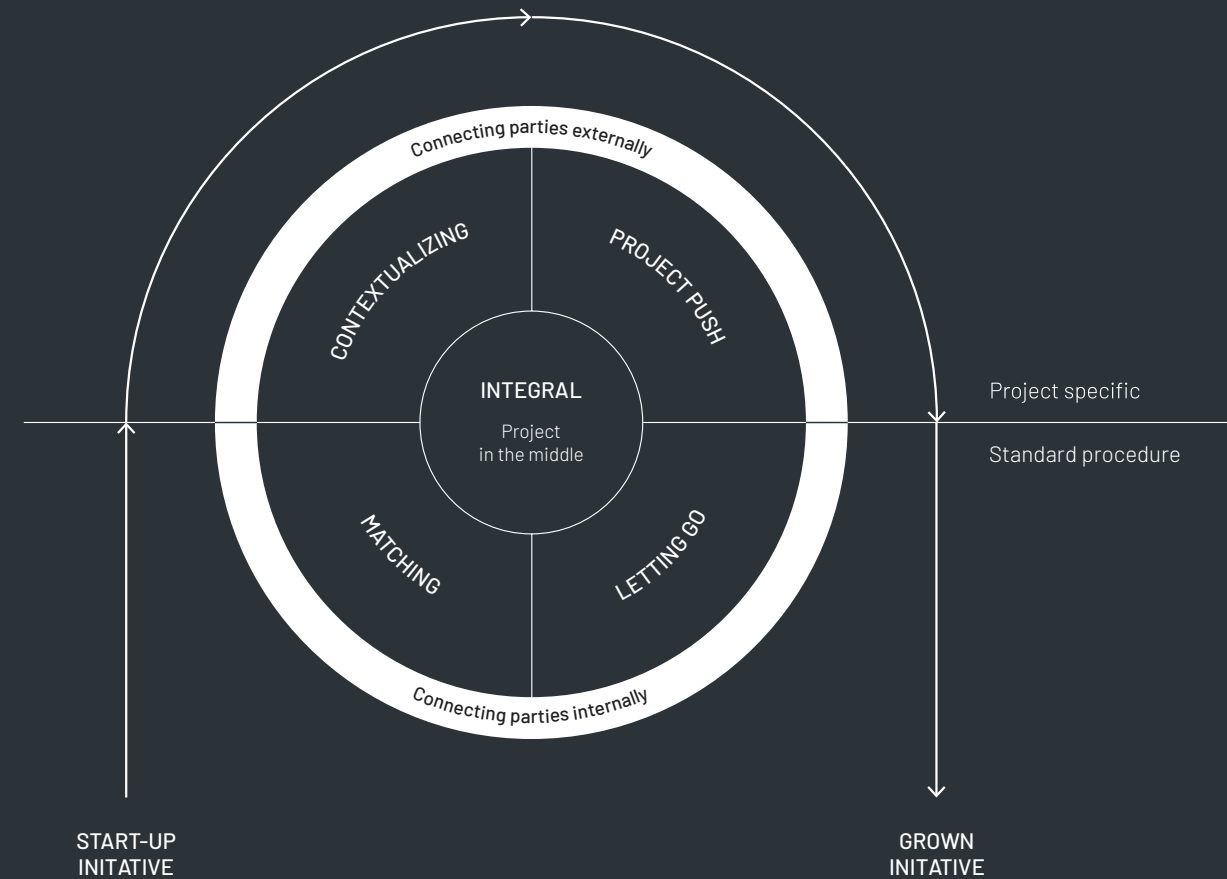 Connecting parties externally
CONTEXTUALIZING
PROJECT PUSH
INTEGRAL
Project
in the middle
Project specific
Standard procedure
MATCHING
LETTING GO
Connecting parties internally
START-UP
INITATIVE
GROWN
INITATIVE